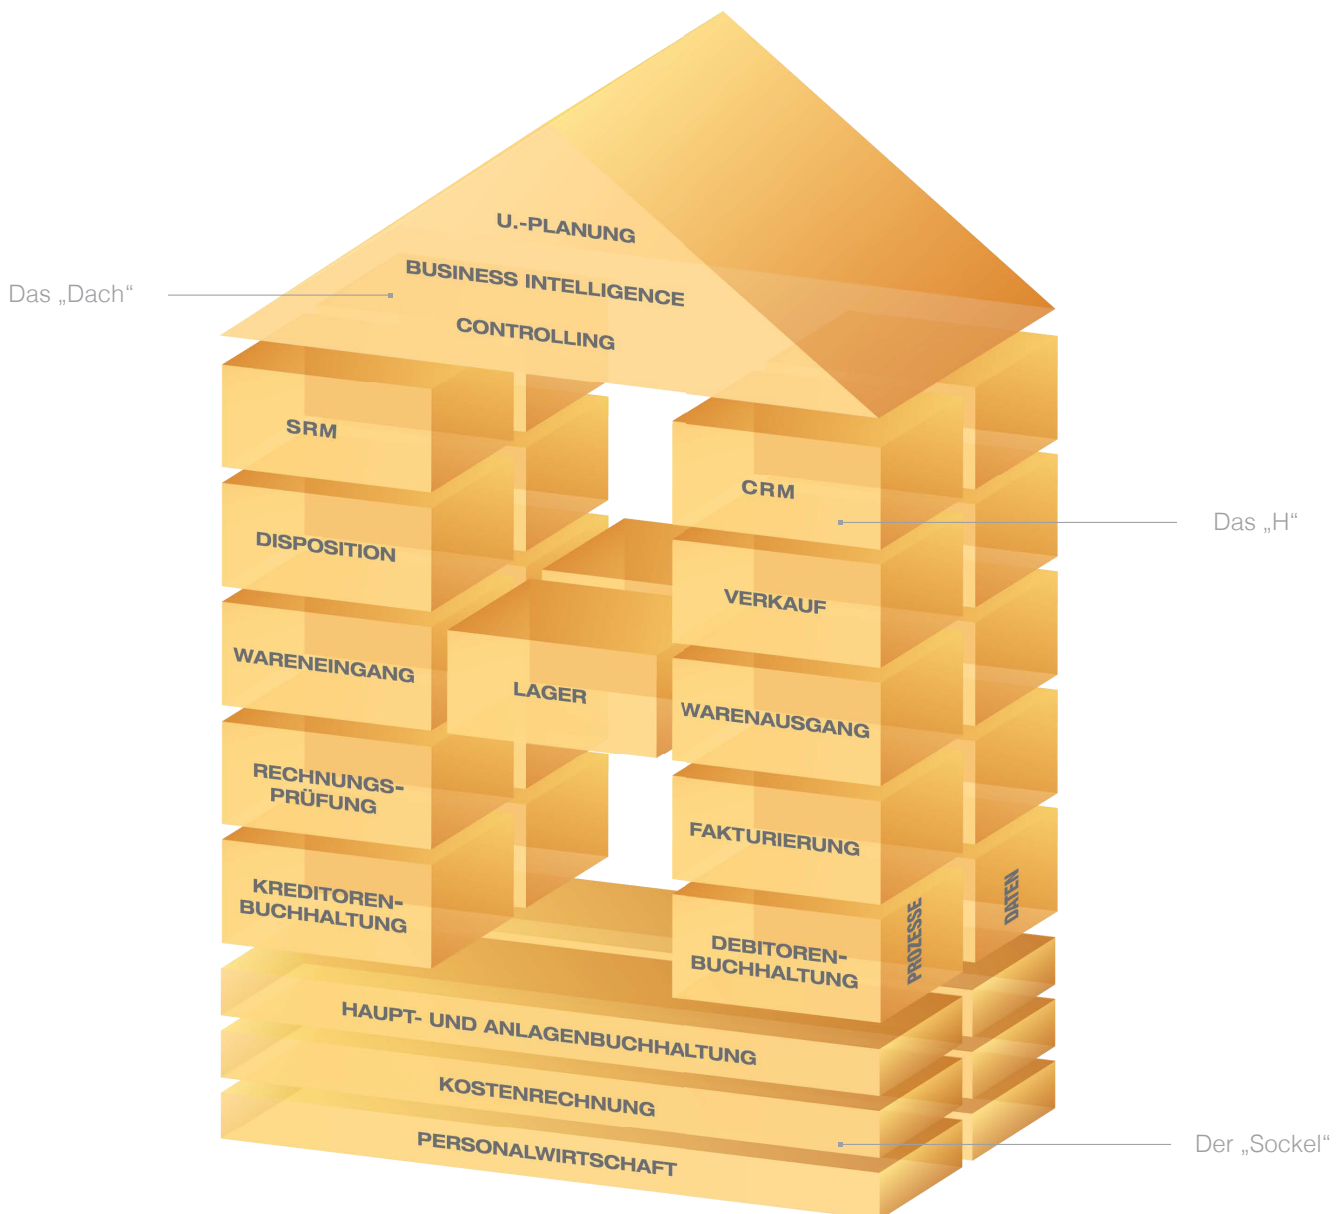 U.-PLANUNG
BUSINESS INTELLIGENCE
CONTROLLING
Das „Dach“
SRM
DISPOSITION
WARENEINGANG
RECHNUNGS-
PRÜFUNG
KREDITOREN-
BUCHHALTUNG
LAGER
CRM
VERKAUF
WARENAUSGANG
FAKTURIERUNG
DEBITOREN-
BUCHHALTUNG
PROZESSE
DATEN
Das „H“
HAUPT- UND ANLAGENBUCHHALTUNG
KOSTENRECHNUNG
PERSONALWIRTSCHAFT
Der „Sockel“